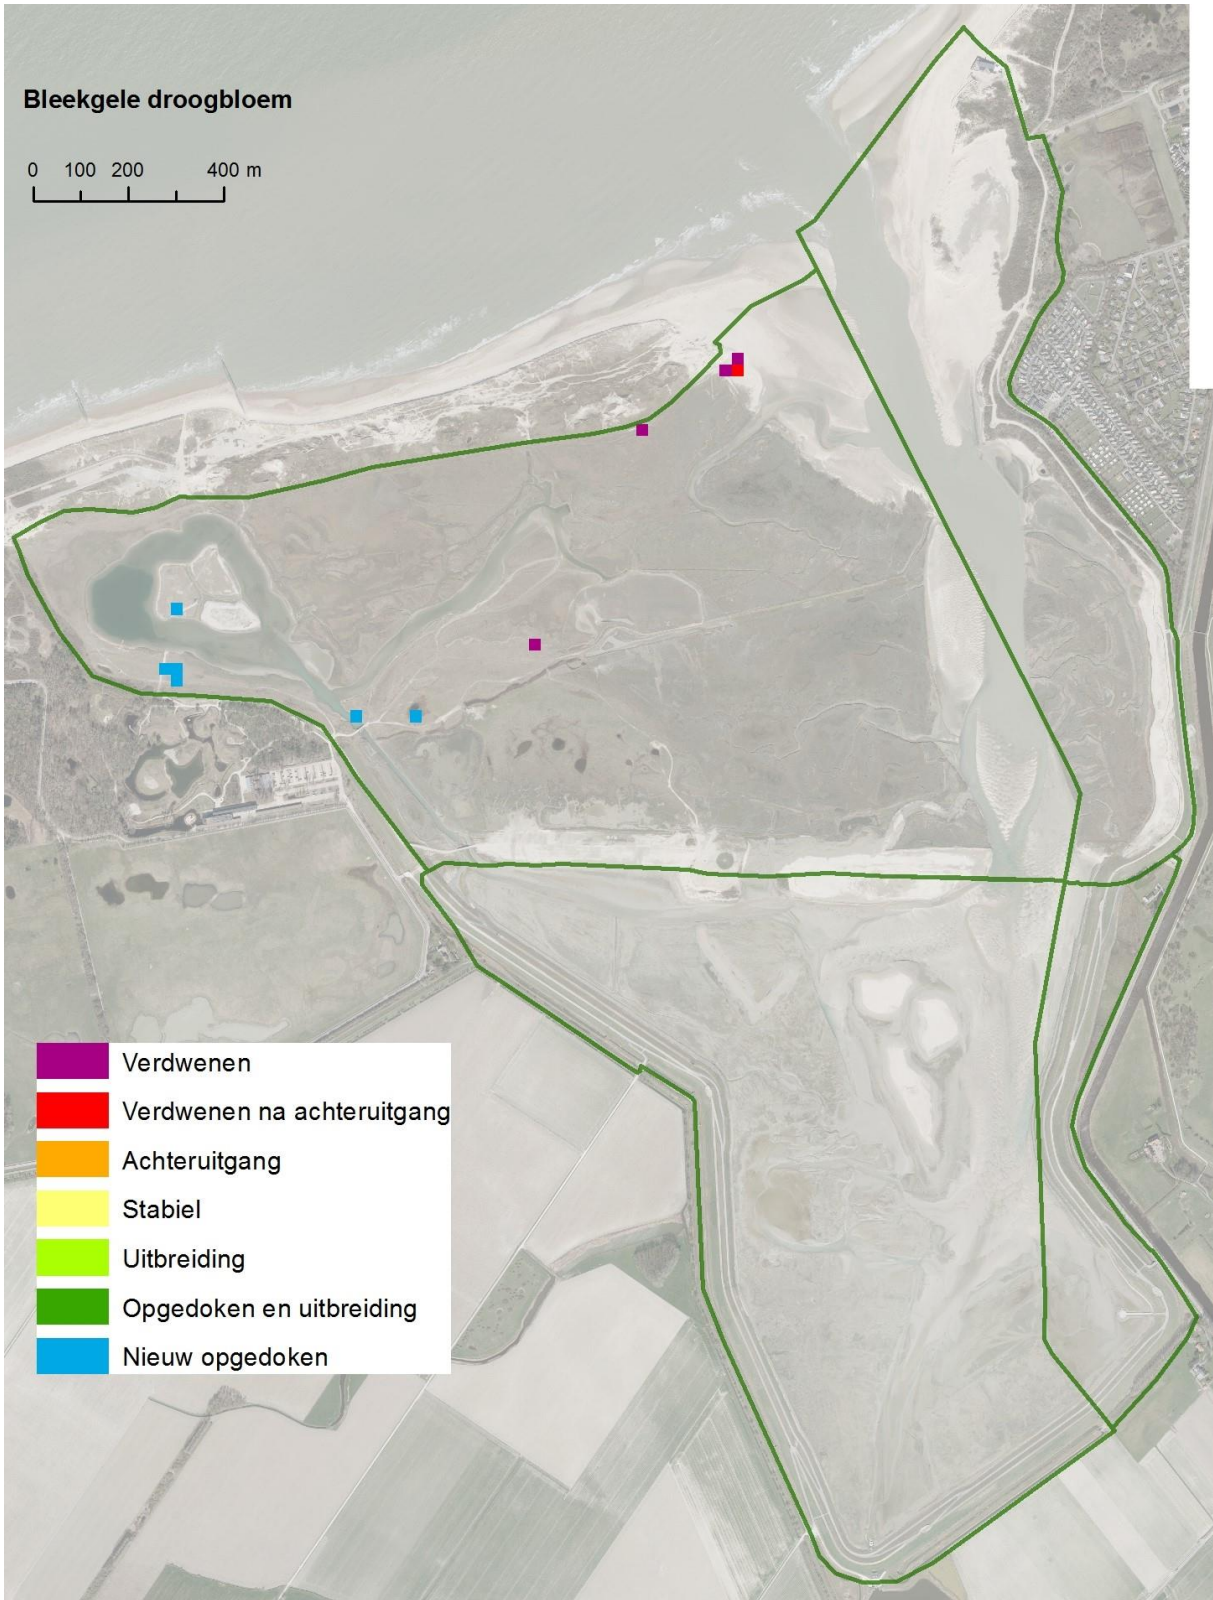 Bleekgele droogbloem
0 100 200 400 m
Verdwenen
Verdwenen na achteruitgang
Achteruitgang
Stabiel
Uitbreiding
Opgedoken en uitbreiding
Nieuw opgedoken